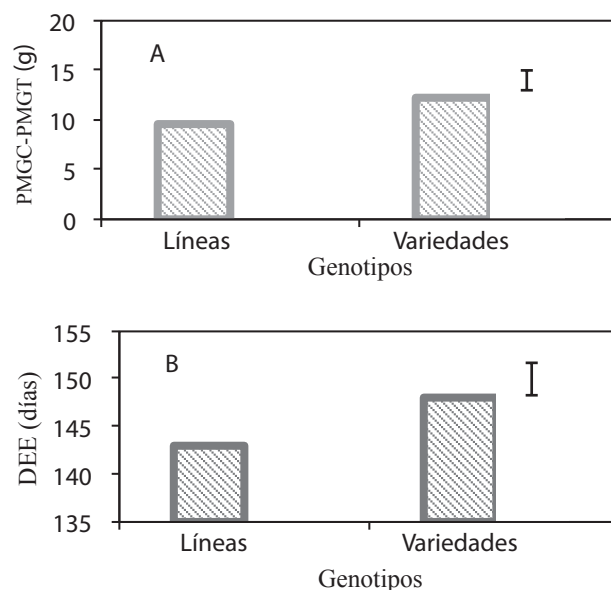 20
A
15
10
5
0
PMGC-PMGT (g)
Líneas
Variedades
Genotipos
155
B
150
145
140
135
DEE (días)
Líneas
Variedades
Genotipos